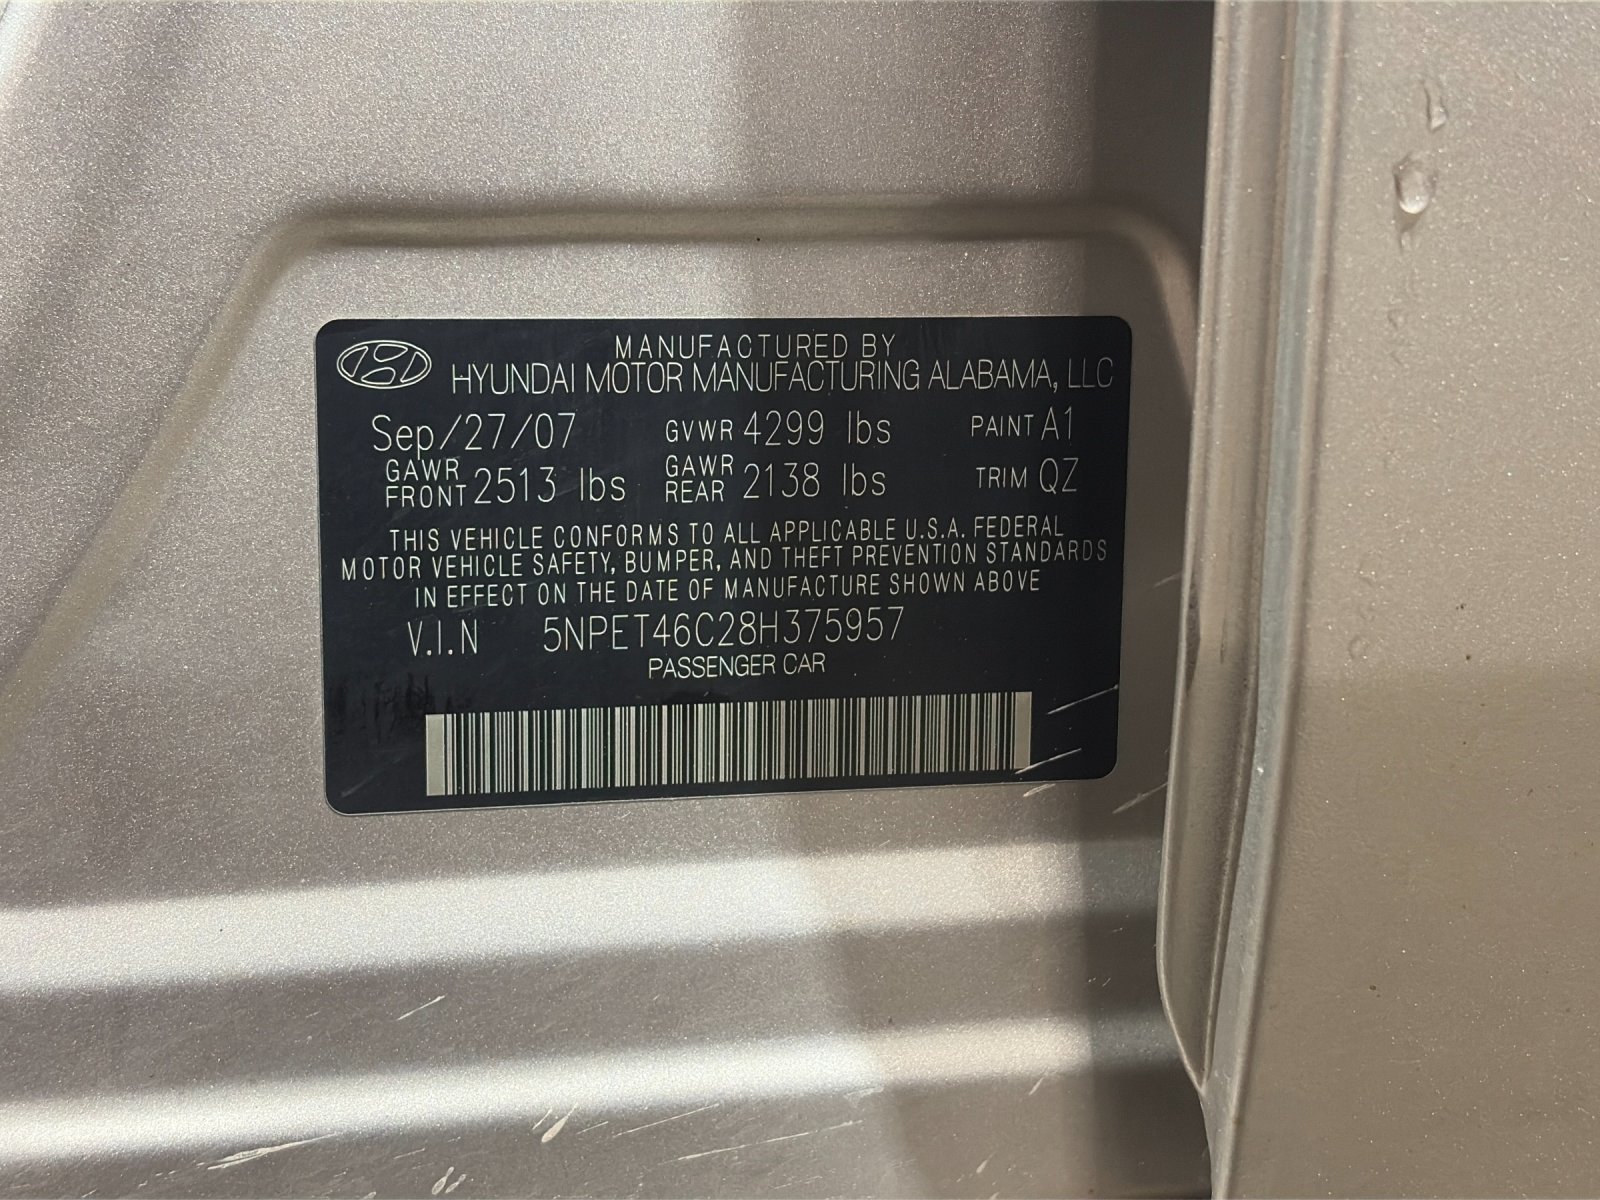 MANUFACTURED BY
HYUNDAI MOTOR MANUFACTURING ALABAMA, LLC
Sep/27/07 GVWR 4299 lbs PAINT A1
GAWR FRONT 2513 lbs GAWR REAR 2138 lbs TRIM QZ
THIS VEHICLE CONFORMS TO ALL APPLICABLE U.S.A. FEDERAL
MOTOR VEHICLE SAFETY, BUMPER, AND THEFT PREVENTION STANDARDS
IN EFFECT ON THE DATE OF MANUFACTURE SHOWN ABOVE
V.I.N 5NPET46C28H375957
PASSENGER CAR